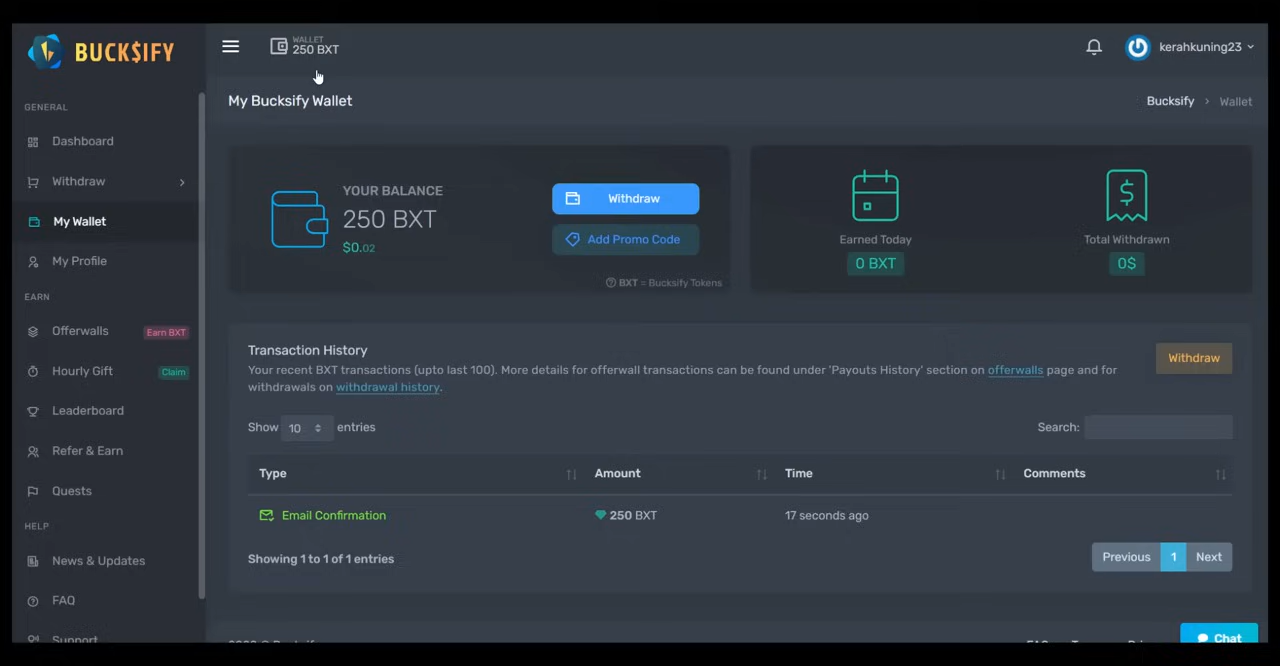 BUCK$IFY
WALLET
250 BXT
kerahkuning23
My Bucksify Wallet
Bucksify > Wallet
GENERAL
Dashboard
Withdraw
My Wallet
My Profile
EARN
Offerwalls Earn BXT
Hourly Gift Claim
Leaderboard
Refer & Earn
Quests
HELP
News & Updates
FAQ
Support
YOUR BALANCE
250 BXT
$0.02
Withdraw
Add Promo Code
BXT = Bucksify Tokens
Earned Today
0 BXT
Total Withdrawn
0$
Transaction History
Your recent BXT transactions (upto last 100). More details for offerwall transactions can be found under 'Payouts History' section on offerwalls page and for
withdrawals on withdrawal history.
Withdraw
Show 10 entries
Search:
Type Amount Time Comments
Email Confirmation 250 BXT 17 seconds ago
Showing 1 to 1 of 1 entries
Previous 1 Next
Chat